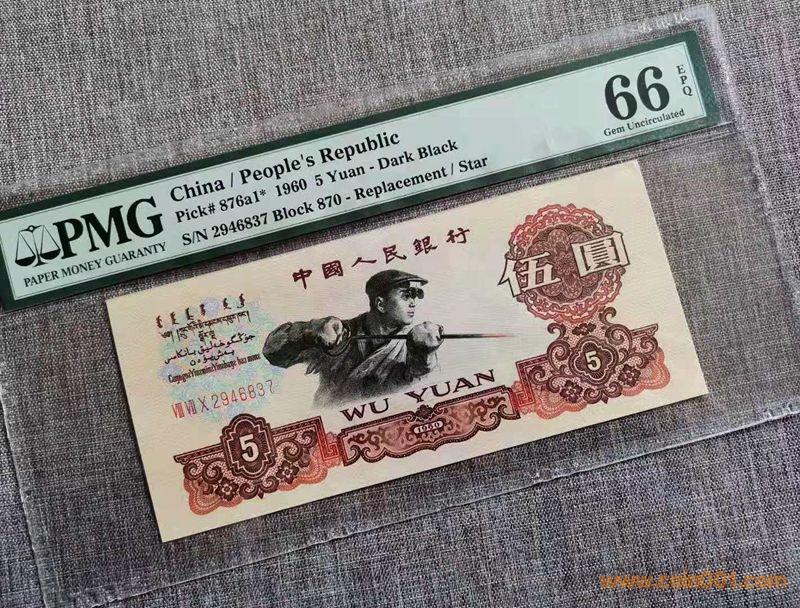 PMG
PAPER MONEY GUARANTY
China / People's Republic
Pick# 876a1* 1960 5 Yuan - Dark Black
S/N 2946837 Block 870 - Replacement / Star
66
EPQ
Gem Uncirculated
中國人民銀行
伍圓
VIII VII X 2946837
WU YUAN
1960
5
5
www.coin001.com